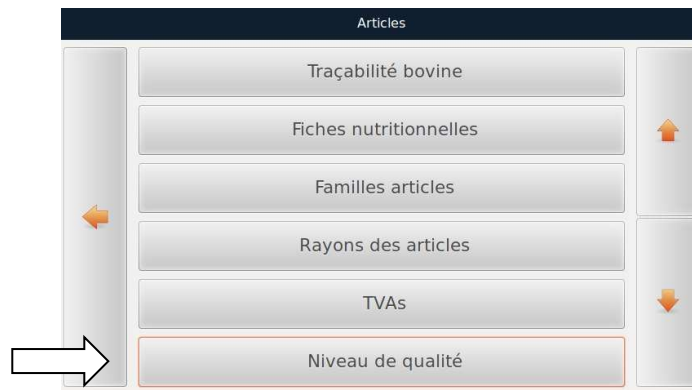 Articles
Traçabilité bovine
Fiches nutritionnelles
Familles articles
Rayons des articles
TVAs
Niveau de qualité